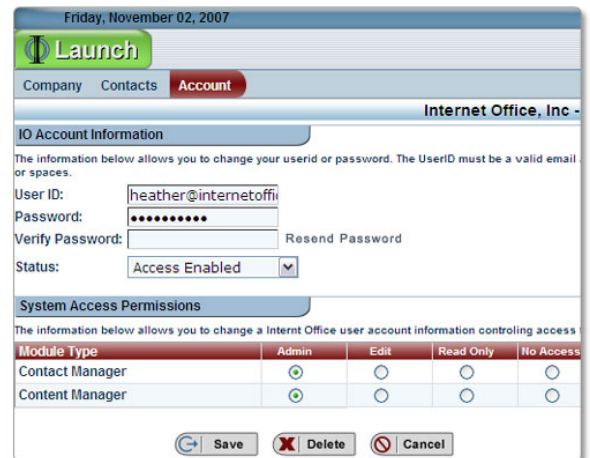 Friday, November 02, 2007
Launch
Company Contacts Account
Internet Office, Inc -
IO Account Information
The information below allows you to change your userid or password. The UserID must be a valid email
or spaces.
User ID: heather@internetoffi
Password: ••••••••••
Verify Password: Resend Password
Status: Access Enabled
System Access Permissions
The information below allows you to change a Internt Office user account information controling access
Module Type Admin Edit Read Only No Access
Contact Manager
Content Manager
Save Delete Cancel